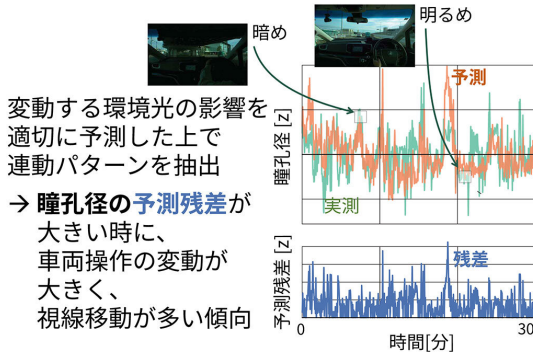 暗め
明るめ
変動する環境光の影響を
適切に予測した上で
連動パターンを抽出
→ 瞳孔径の予測残差が
大きい時に、
車両操作の変動が
大きく、
視線移動が多い傾向
瞳孔径 [z]
予測
実測
予測残差 [z]
残差
0
30
時間[分]